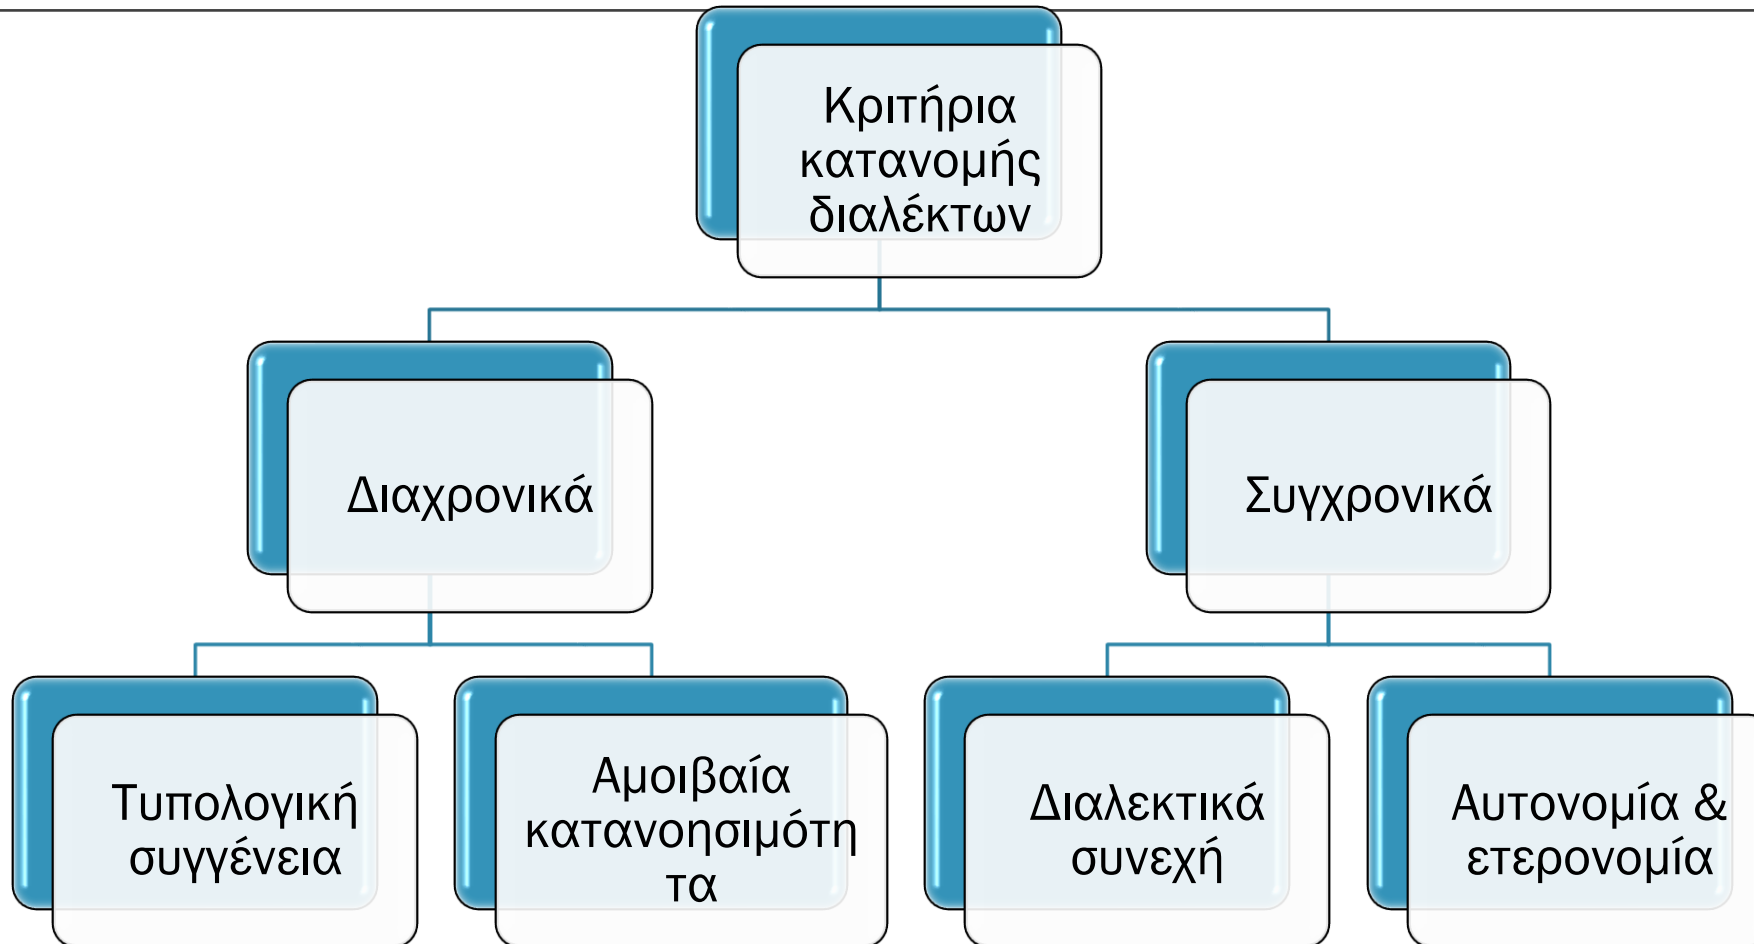 Κριτήρια
κατανομής
διαλέκτων
Διαχρονικά
Συγχρονικά
Τυπολογική
συγγένεια
Αμοιβαία
κατανοησιμότη
τα
Διαλεκτικά
συνεχή
Αυτονομία &
ετερονομία